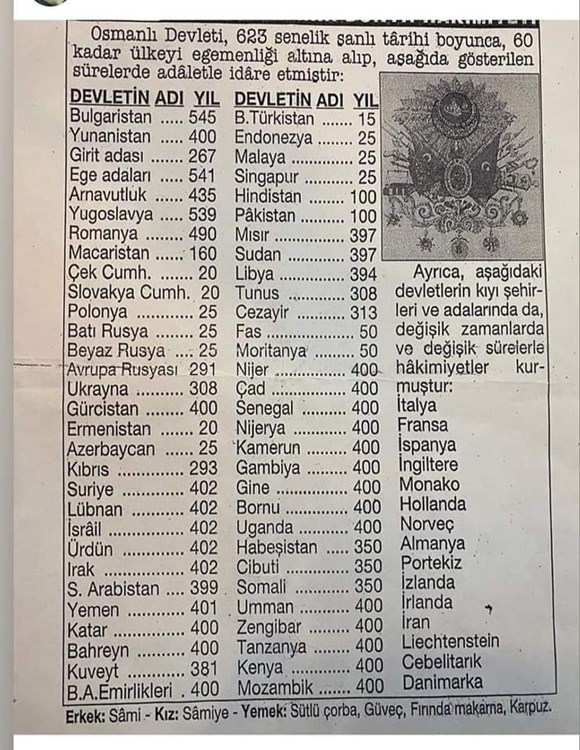 Osmanlı Devleti, 623 senelik şanlı târihi boyunca, 60
kadar ülkeyi egemenliği altına alıp, aşağıda gösterilen
sürelerde adâletle idâre etmiştir:
DEVLETİN ADI YIL
Bulgaristan ..... 545
Yunanistan ..... 400
Girit adası ....... 267
Ege adaları ..... 541
Arnavutluk ...... 435
Yugoslavya ..... 539
Romanya ...... 490
Macaristan ..... 160
Çek Cumh. ....... 20
Slovakya Cumh. 20
Polonya ............ 25
Batı Rusya ....... 25
Beyaz Rusya .... 25
Avrupa Rusyası 291
Ukrayna .......... 308
Gürcistan ........ 400
Ermenistan ....... 20
Azerbaycan ...... 25
Kıbrıs .............. 293
Suriye ............. 402
Lübnan ........... 402
İsrâil ............... 402
Ürdün ............. 402
Irak ................. 402
S. Arabistan .... 399
Yemen ............ 401
Katar .............. 400
Bahreyn .......... 400
Kuveyt ............ 381
B.A.Emirlikleri . 400
DEVLETİN ADI YIL
B.Türkistan ....... 15
Endonezya ........ 25
Malaya .............. 25
Singapur ........... 25
Hindistan ........ 100
Pâkistan ......... 100
Mısır ............... 397
Sudan ............. 397
Libya ............... 394
Tunus ............. 308
Cezayir ........... 313
Fas ................... 50
Moritanya .......... 50
Nijer ................ 400
Çad ................. 400
Senegal .......... 400
Nijerya ............ 400
Kamerun ........ 400
Gambiya ......... 400
Gine ................ 400
Bornu .............. 400
Uganda ........... 400
Habeşistan ..... 350
Cibuti .............. 350
Somali ............ 350
Umman .......... 400
Zengibar ......... 400
Tanzanya ........ 400
Kenya ............. 400
Mozambik ....... 400
Ayrıca, aşağıdaki
devletlerin kıyı şehir-
leri ve adalarında da,
değişik zamanlarda
ve değişik sürelerle
hâkimiyetler kur-
muştur:
İtalya
Fransa
İspanya
İngiltere
Monako
Hollanda
Norveç
Almanya
Portekiz
İzlanda
İrlanda
İran
Liechtenstein
Cebelitarık
Danimarka
Erkek: Sâmi - Kız: Sâmiye - Yemek: Sütlü çorba, Güveç, Fırında makarna, Karpuz.